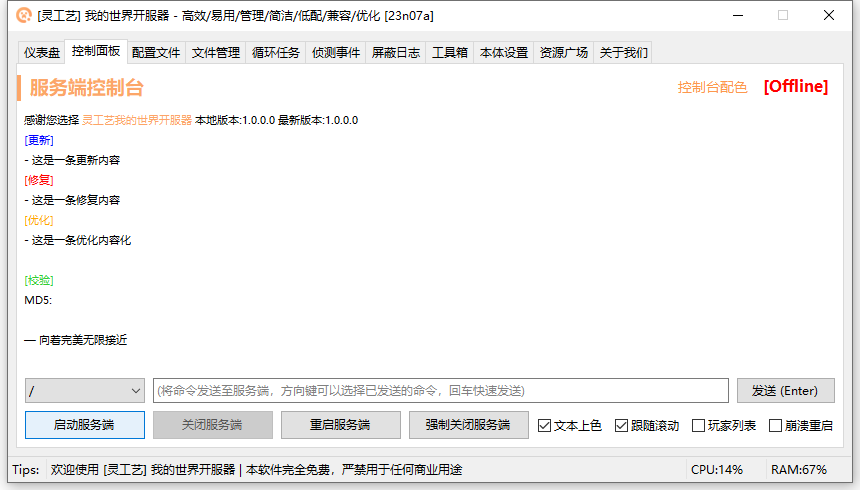 [灵工艺] 我的世界开服器 - 高效/易用/管理/简洁/低配/兼容/优化 [23n07a]
仪表盘 控制面板 配置文件 文件管理 循环任务 侦测事件 屏蔽日志 工具箱 本体设置 资源广场 关于我们
服务端控制台 控制台配色 [Offline]
感谢您选择 灵工艺我的世界开服器 本地版本:1.0.0.0 最新版本:1.0.0.0
[更新]
- 这是一条更新内容
[修复]
- 这是一条修复内容
[优化]
- 这是一条优化内容化
[校验]
MD5:
— 向着完美无限接近
/ (将命令发送至服务端，方向键可以选择已发送的命令，回车快速发送) 发送 (Enter)
启动服务端 关闭服务端 重启服务端 强制关闭服务端 文本上色 跟随滚动 玩家列表 崩溃重启
Tips: 欢迎使用 [灵工艺] 我的世界开服器 | 本软件完全免费，严禁用于任何商业用途 CPU:14% RAM:67%